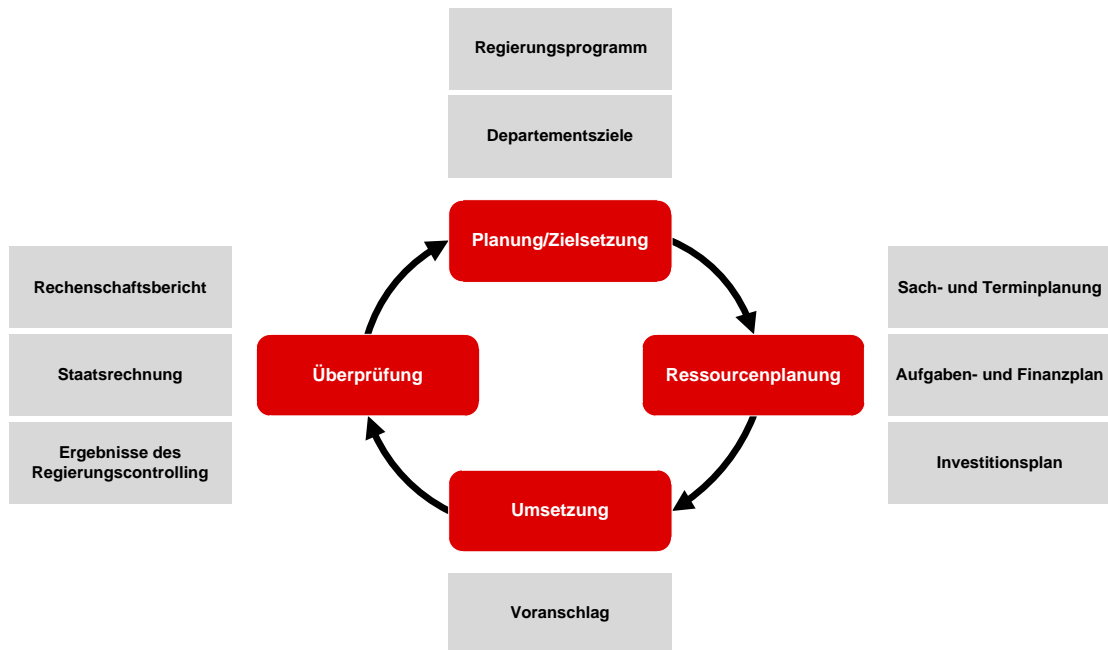 Regierungsprogramm
Departementsziele
Planung/Zielsetzung
Rechenschaftsbericht
Sach- und Terminplanung
Staatsrechnung
Überprüfung
Ressourcenplanung
Aufgaben- und Finanzplan
Ergebnisse des
Regierungscontrolling
Investitionsplan
Umsetzung
Voranschlag